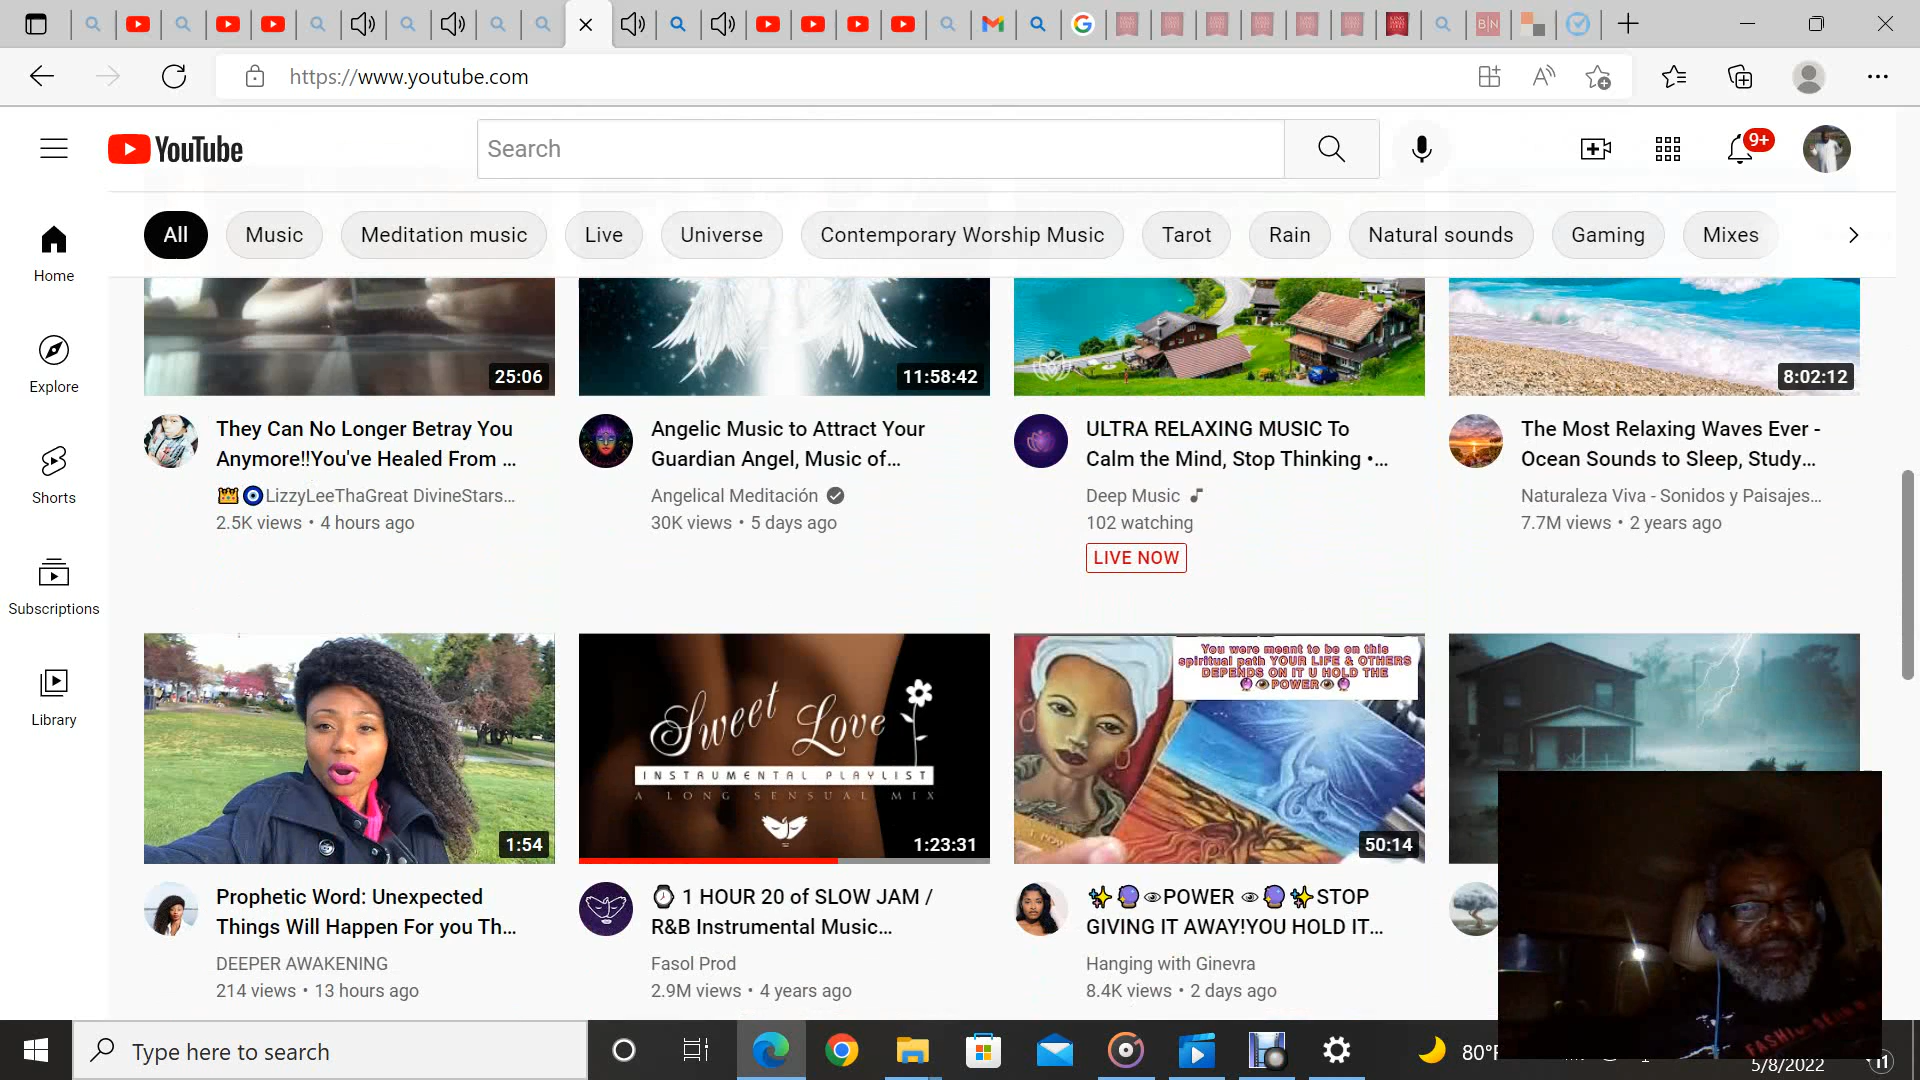 https://www.youtube.com
YouTube
Search
9+
All
Music
Meditation music
Live
Universe
Contemporary Worship Music
Tarot
Rain
Natural sounds
Gaming
Mixes
Home
Explore
Shorts
Subscriptions
Library
25:06
11:58:42
8:02:12
They Can No Longer Betray You
Anymore!!You've Healed From ...
LizzyLeeThaGreat DivineStars...
2.5K views • 4 hours ago
Angelic Music to Attract Your
Guardian Angel, Music of...
Angelical Meditación
30K views • 5 days ago
ULTRA RELAXING MUSIC To
Calm the Mind, Stop Thinking •...
Deep Music
102 watching
LIVE NOW
The Most Relaxing Waves Ever -
Ocean Sounds to Sleep, Study...
Naturaleza Viva - Sonidos y Paisajes...
7.7M views • 2 years ago
1:54
Sweet Love
INSTRUMENTAL PLAYLIST
A LONG SENSUAL MIX
1:23:31
You were meant to be on this
spiritual path YOUR LIFE & OTHERS
DEPENDS ON IT U HOLD THE
🔮👁POWER👁🔮
50:14
Prophetic Word: Unexpected
Things Will Happen For you Th...
DEEPER AWAKENING
214 views • 13 hours ago
⌚ 1 HOUR 20 of SLOW JAM /
R&B Instrumental Music...
Fasol Prod
2.9M views • 4 years ago
✨🔮👁POWER 👁🔮✨STOP
GIVING IT AWAY!YOU HOLD IT...
Hanging with Ginevra
8.4K views • 2 days ago
Type here to search
80°F
5/8/2022
11